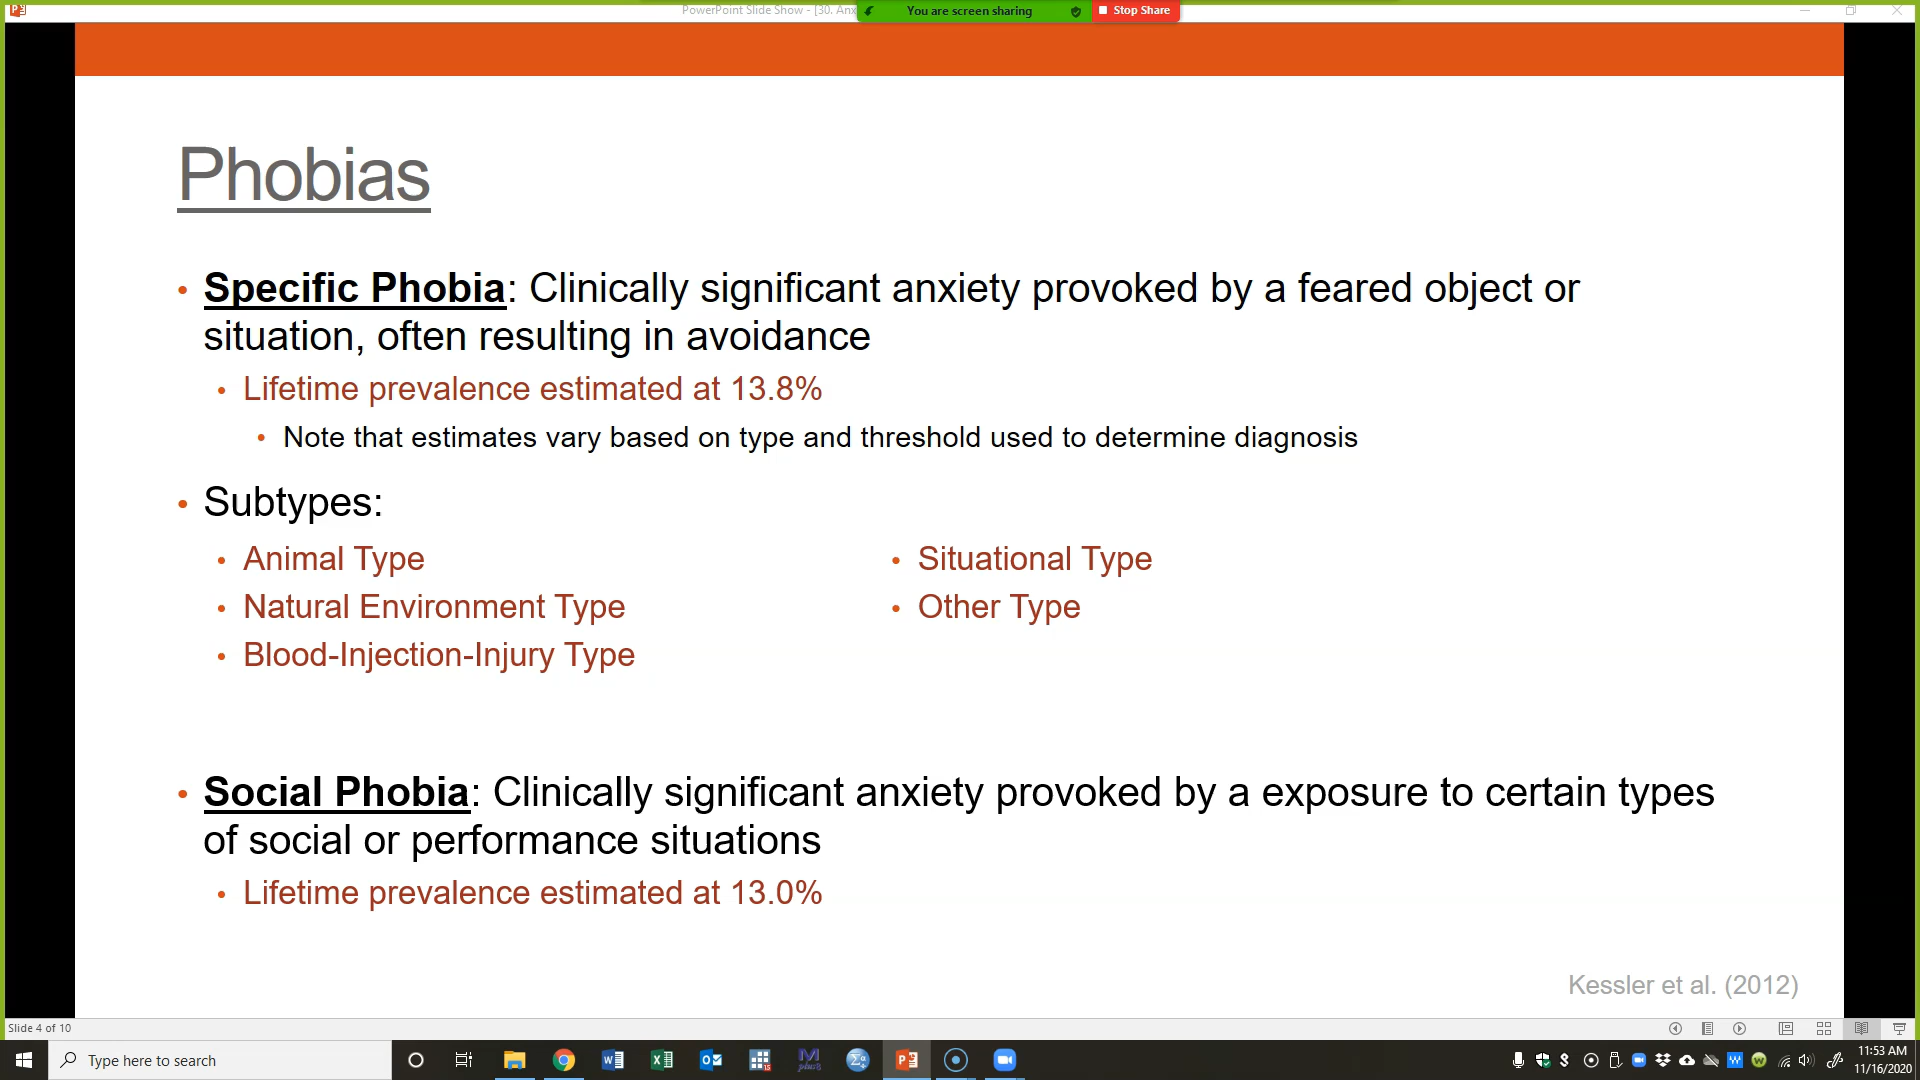 PowerPoint Slide Show - [30. Anx
You are screen sharing
Stop Share
Phobias
• Specific Phobia: Clinically significant anxiety provoked by a feared object or
situation, often resulting in avoidance
• Lifetime prevalence estimated at 13.8%
• Note that estimates vary based on type and threshold used to determine diagnosis
• Subtypes:
• Animal Type
• Natural Environment Type
• Blood-Injection-Injury Type
• Situational Type
• Other Type
• Social Phobia: Clinically significant anxiety provoked by a exposure to certain types
of social or performance situations
• Lifetime prevalence estimated at 13.0%
Kessler et al. (2012)
Slide 4 of 10
Type here to search
11:53 AM
11/16/2020